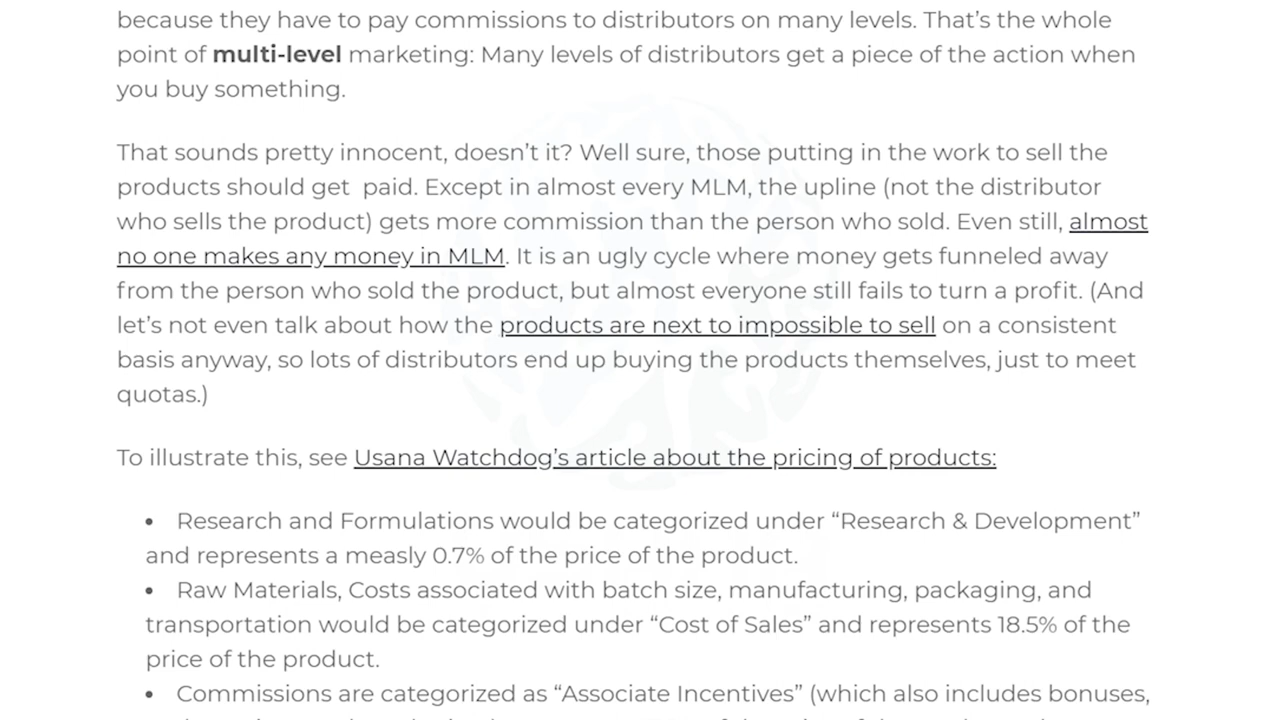 because they have to pay commissions to distributors on many levels. That’s the whole
point of multi-level marketing: Many levels of distributors get a piece of the action when
you buy something.
That sounds pretty innocent, doesn’t it? Well sure, those putting in the work to sell the
products should get  paid. Except in almost every MLM, the upline (not the distributor
who sells the product) gets more commission than the person who sold. Even still, almost
no one makes any money in MLM. It is an ugly cycle where money gets funneled away
from the person who sold the product, but almost everyone still fails to turn a profit. (And
let’s not even talk about how the products are next to impossible to sell on a consistent
basis anyway, so lots of distributors end up buying the products themselves, just to meet
quotas.)
To illustrate this, see Usana Watchdog’s article about the pricing of products:
• Research and Formulations would be categorized under “Research & Development”
and represents a measly 0.7% of the price of the product.
• Raw Materials, Costs associated with batch size, manufacturing, packaging, and
transportation would be categorized under “Cost of Sales” and represents 18.5% of the
price of the product.
• Commissions are categorized as “Associate Incentives” (which also includes bonuses,